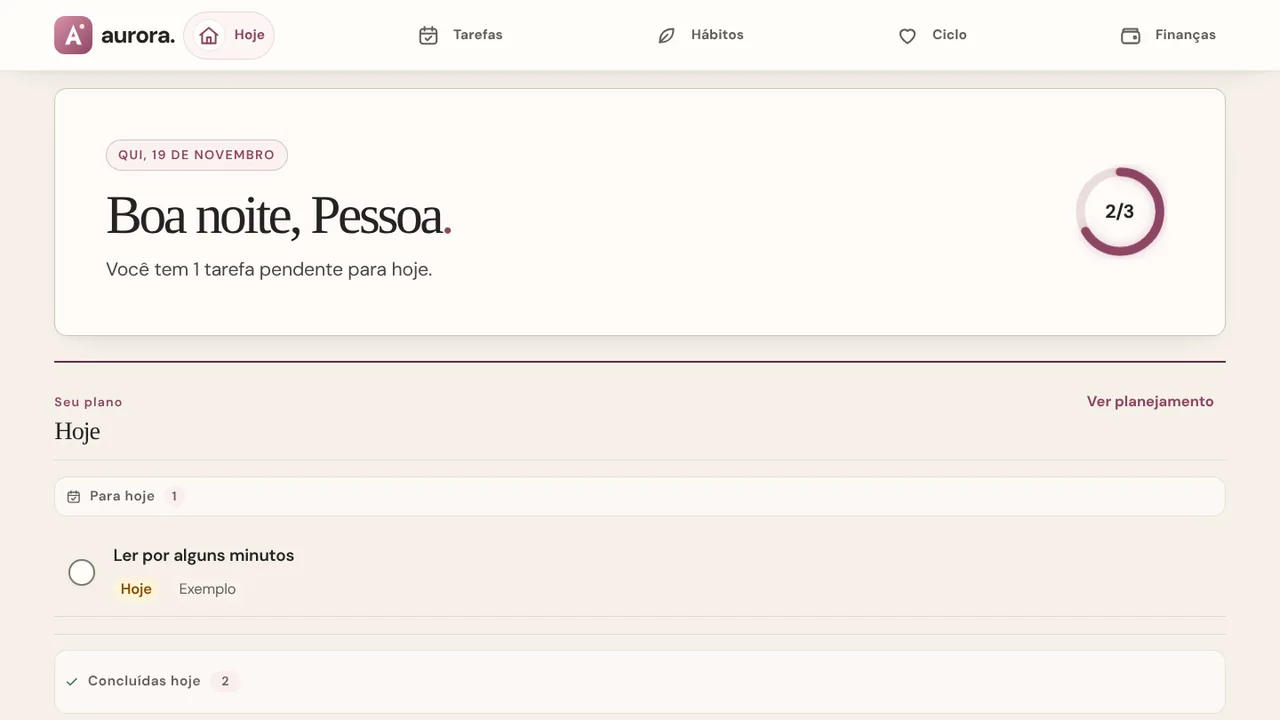 aurora.
Hoje
Tarefas
Hábitos
Ciclo
Finanças
QUI, 19 DE NOVEMBRO
Boa noite, Pessoa.
Você tem 1 tarefa pendente para hoje.
2/3
Seu plano
Hoje
Ver planejamento
Para hoje 1
Ler por alguns minutos
Hoje Exemplo
Concluídas hoje 2